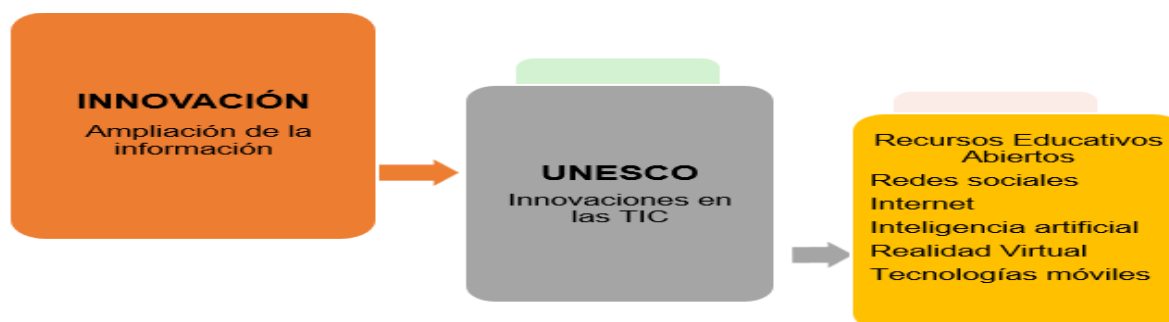 INNOVACIÓN
Ampliación de la
información
UNESCO
Innovaciones en
las TIC
Recursos Educativos
Abiertos
Redes sociales
Internet
Inteligencia artificial
Realidad Virtual
Tecnologías móviles